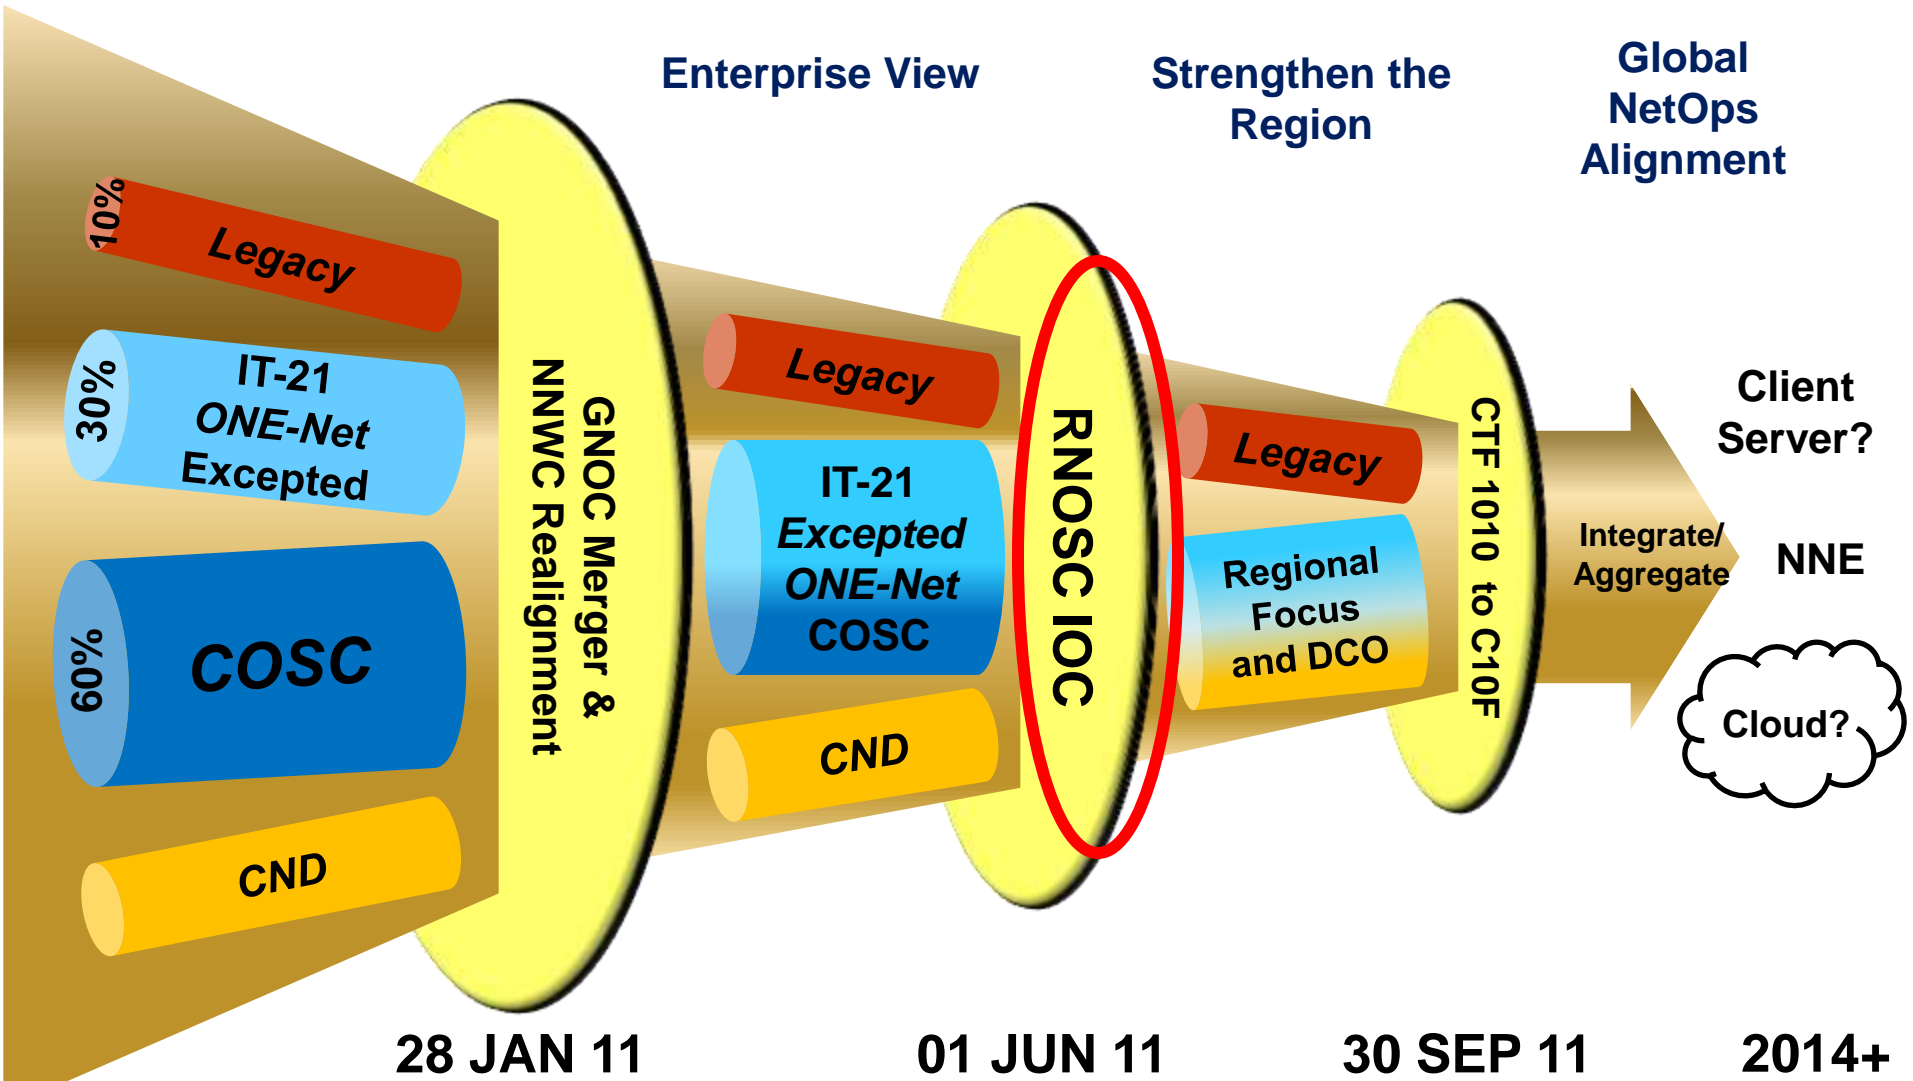 Enterprise View
Strengthen the
Region
Global
NetOps
Alignment
10%
Legacy
30%
IT-21
ONE-Net
Excepted
60%
COSC
CND
GNOC Merger &
NNWC Realignment
Legacy
IT-21
Excepted
ONE-Net
COSC
CND
RNOSC IOC
Legacy
Regional
Focus
and DCO
CTF 1010 to C10F
Integrate/
Aggregate
Client
Server?
NNE
Cloud?
28 JAN 11
01 JUN 11
30 SEP 11
2014+